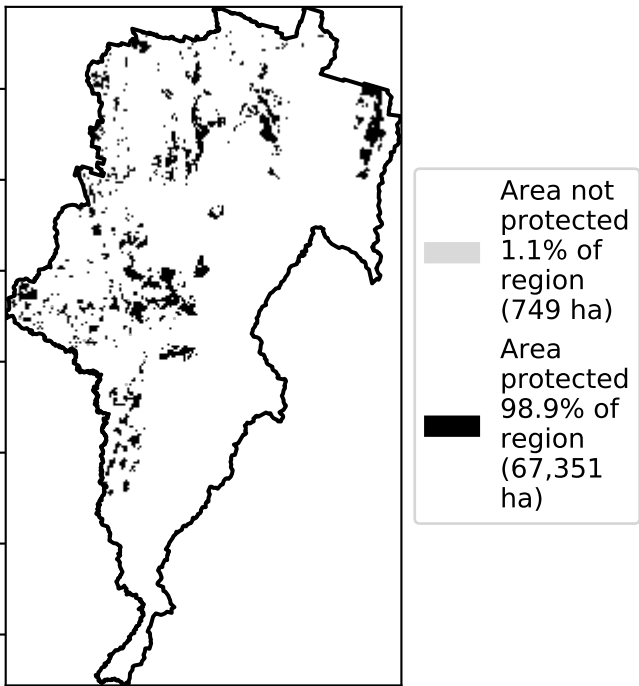 Area not
protected
1.1% of
region
(749 ha)
Area
protected
98.9% of
region
(67,351
ha)